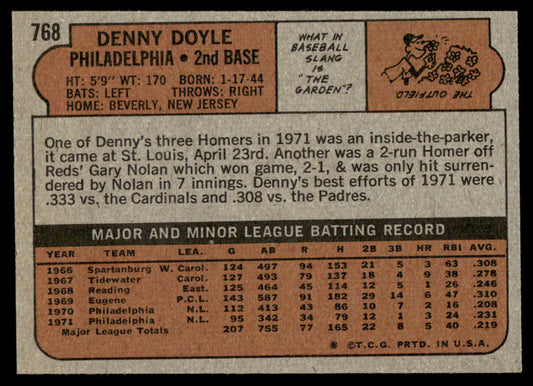 768
DENNY DOYLE
PHILADELPHIA • 2nd BASE
HT: 5'9" WT: 170 BORN: 1-17-44
BATS: LEFT THROWS: RIGHT
HOME: BEVERLY, NEW JERSEY
WHAT IN
BASEBALL
SLANG
IS
"THE
GARDEN"?
THE OUTFIELD
One of Denny's three Homers in 1971 was an inside-the-parker,
it came at St. Louis, April 23rd. Another was a 2-run Homer off
Reds' Gary Nolan which won game, 2-1, & was only hit surren-
dered by Nolan in 7 innings. Denny's best efforts of 1971 were
.333 vs, the Cardinals and .308 vs. the Padres.
MAJOR AND MINOR LEAGUE BATTING RECORD
YEAR TEAM LEA. G AB R H 2B 3B HR RBI AVG.
1966 Spartanburg W. Carol. 124 497 94 153 21 5 3 63 .308
1967 Tidewater Carol. 127 493 79 137 18 4 9 38 .278
1968 Reading East. 125 464 45 114 12 5 1 26 .246
1969 Eugene P.C.L. 143 587 91 182 29 14 6 47 .310
1970 Philadelphia N.L. 112 413 43 86 10 7 2 16 .208
1971 Philadelphia N.L. 95 342 34 79 12 1 3 24 .231
Major League Totals 207 755 77 165 22 8 5 40 .219
* ©T.C.G. PRTD. IN U.S.A.